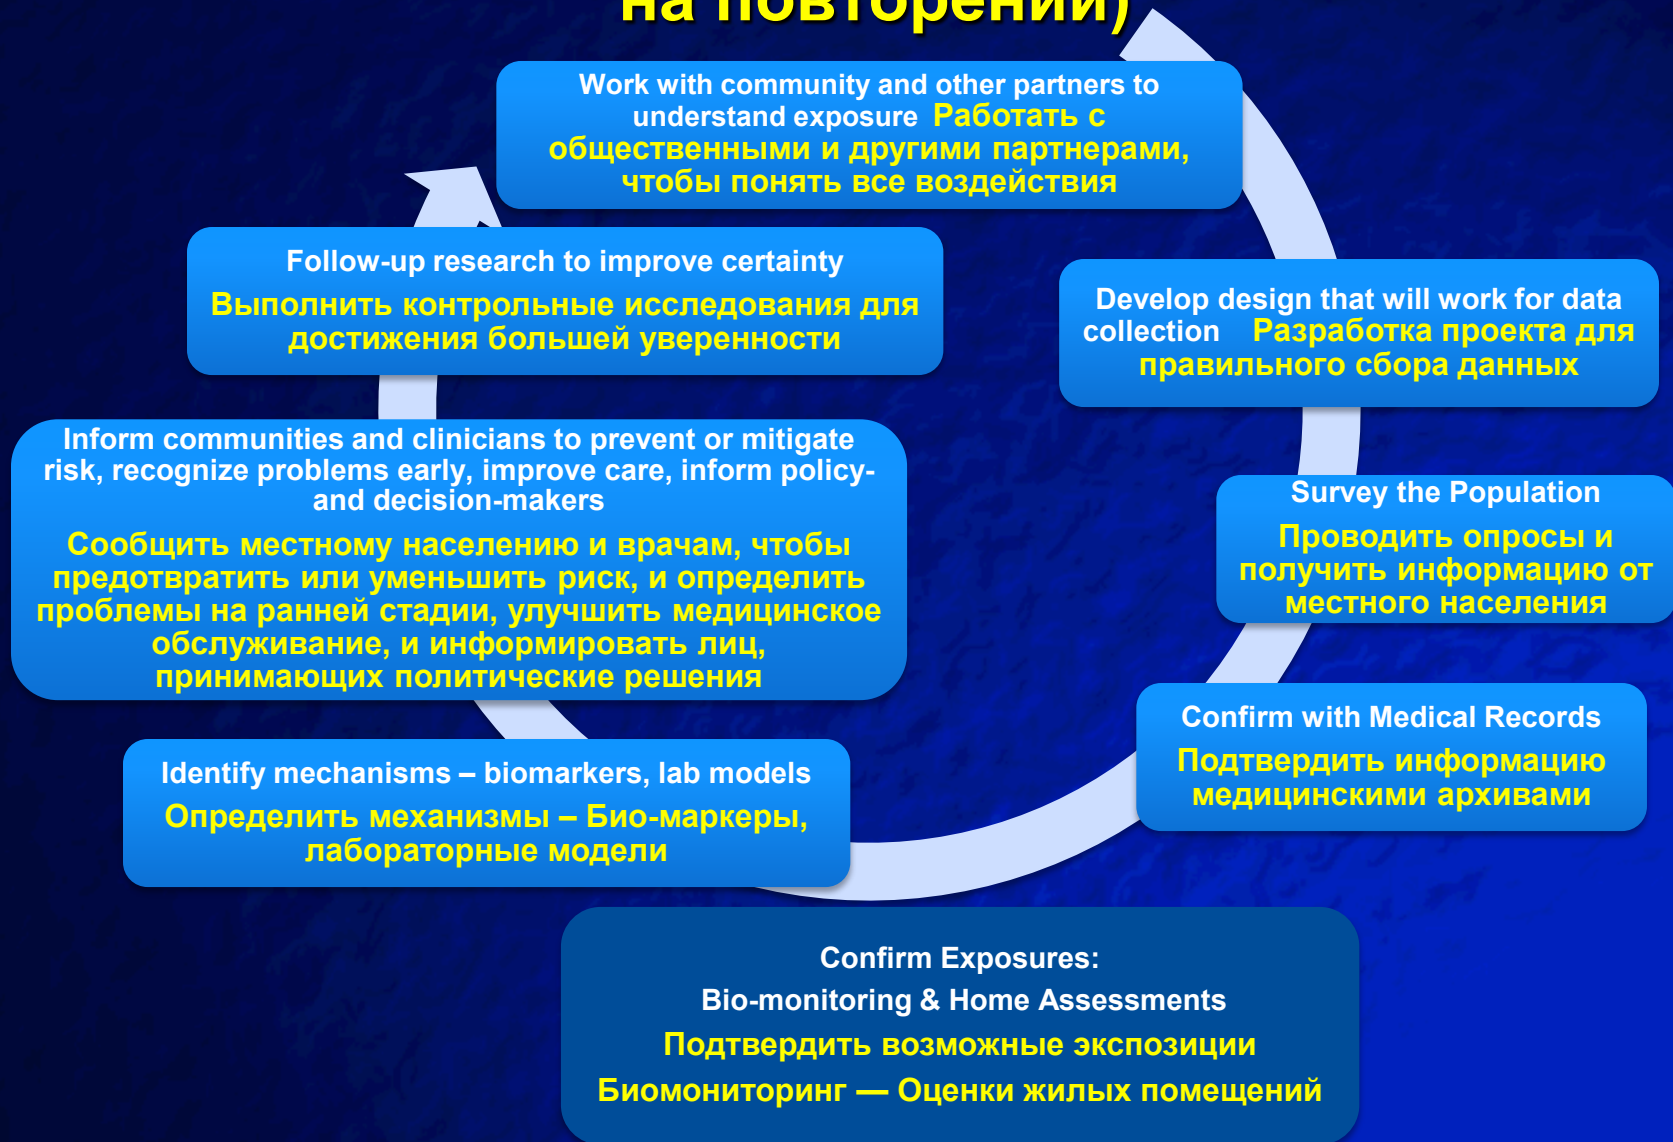 на повторении)
Work with community and other partners to
understand exposure Работать с
общественными и другими партнерами,
чтобы понять все воздействия
Develop design that will work for data
collection Разработка проекта для
правильного сбора данных
Survey the Population
Проводить опросы и
получить информацию от
местного населения
Confirm with Medical Records
Подтвердить информацию
медицинскими архивами
Confirm Exposures:
Bio-monitoring & Home Assessments
Подтвердить возможные экспозиции
Биомониторинг — Оценки жилых помещений
Identify mechanisms – biomarkers, lab models
Определить механизмы – Био-маркеры,
лабораторные модели
Inform communities and clinicians to prevent or mitigate
risk, recognize problems early, improve care, inform policy-
and decision-makers
Сообщить местному населению и врачам, чтобы
предотвратить или уменьшить риск, и определить
проблемы на ранней стадии, улучшить медицинское
обслуживание, и информировать лиц,
принимающих политические решения
Follow-up research to improve certainty
Выполнить контрольные исследования для
достижения большей уверенности